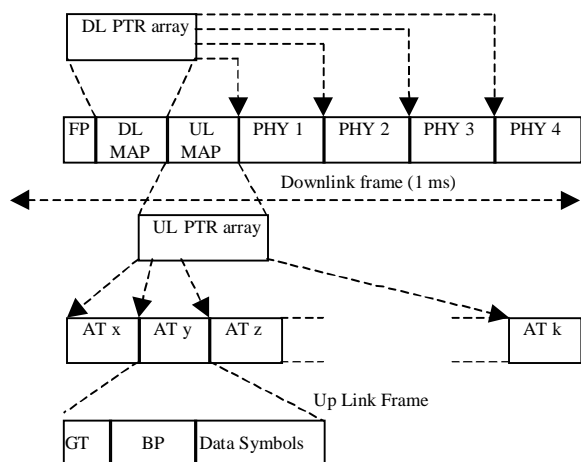 DL PTR array
FP
DL MAP
UL MAP
PHY 1
PHY 2
PHY 3
PHY 4
Downlink frame (1 ms)
UL PTR array
AT x
AT y
AT z
AT k
Up Link Frame
GT
BP
Data Symbols